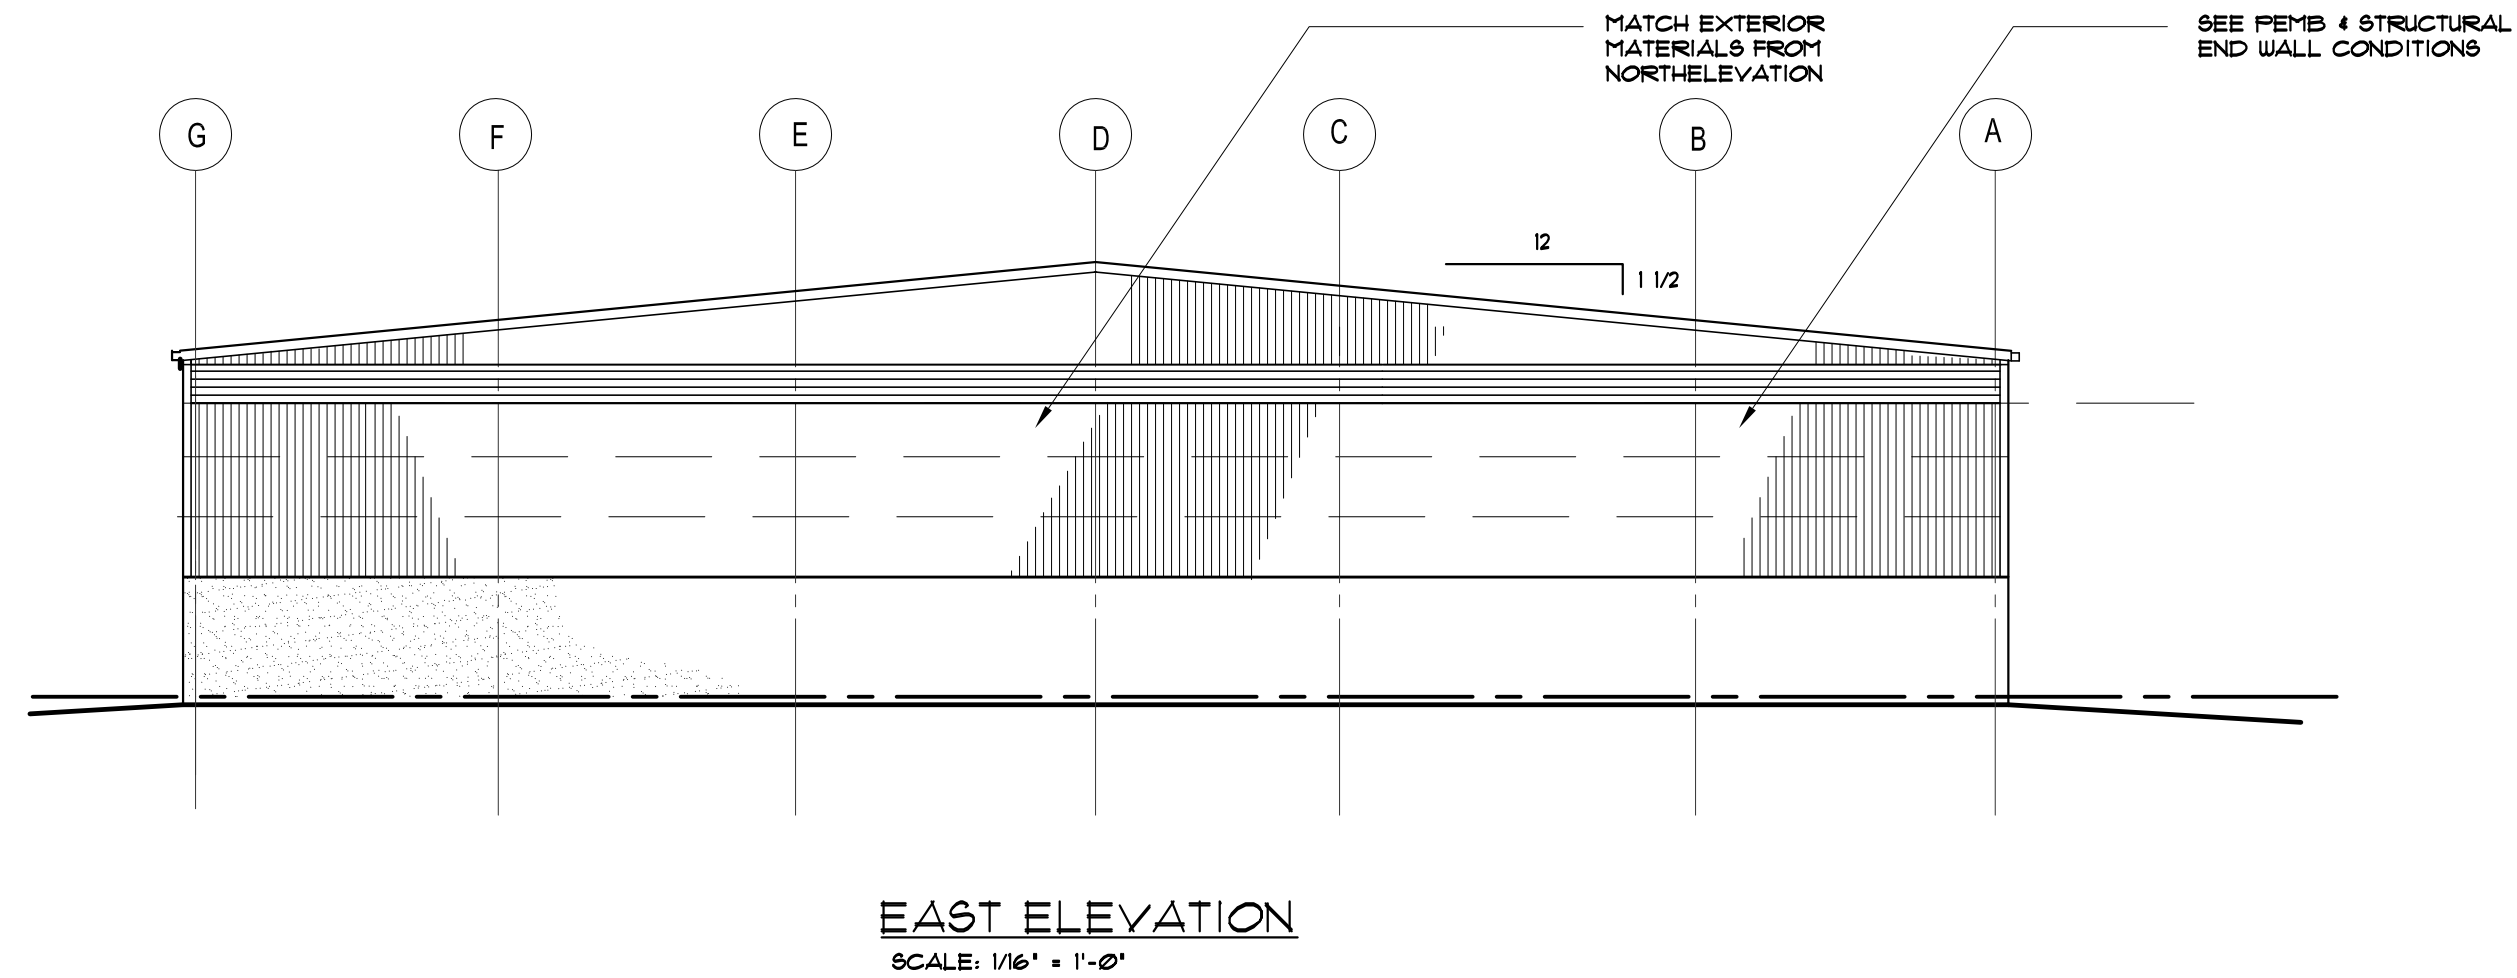 MATCH EXTERIOR
MATERIALS FROM
NORTHELEVATION
SEE PEMB & STRUCTURAL
END WALL CONDITIONS
G F E D C B A
12
1 1/2
EAST ELEVATION
SCALE: 1/16" = 1'-0"